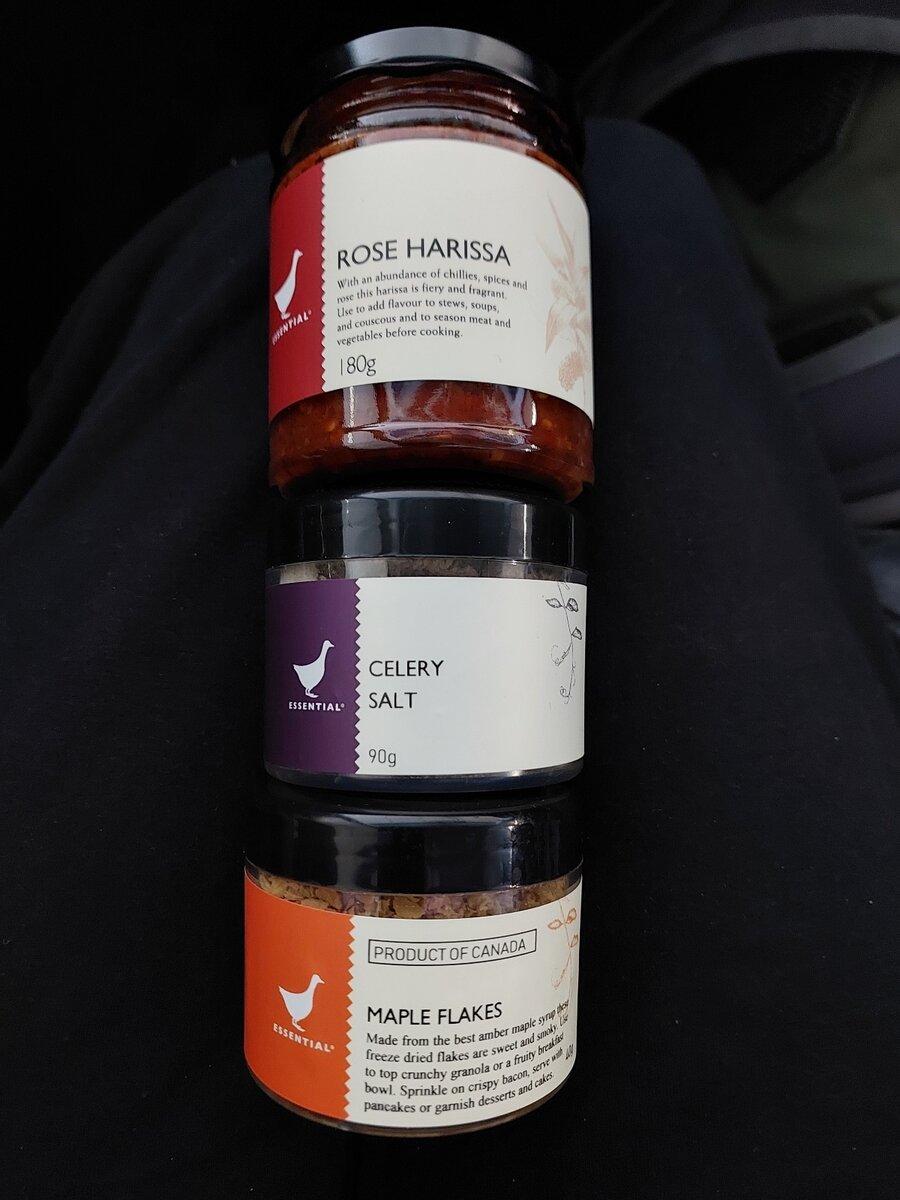 ROSE HARISSA
With an abundance of chillies, spices and
rose this harissa is fiery and fragrant.
Use to add flavour to stews, soups,
and couscous and to season meat and
vegetables before cooking.
180g
ESSENTIAL®
CELERY
SALT
90g
ESSENTIAL®
PRODUCT OF CANADA
MAPLE FLAKES
Made from the best amber maple syrup these
freeze dried flakes are sweet and smoky. Use
to top crunchy granola or a fruity breakfast
bowl. Sprinkle on crispy bacon, serve with
pancakes or garnish desserts and cakes.
ESSENTIAL®